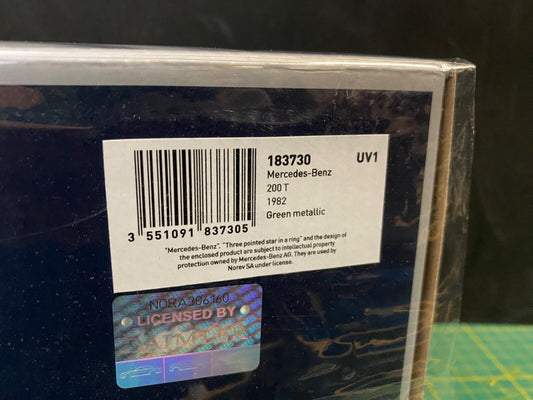 183730 UV1
Mercedes-Benz
200 T
1982
Green metallic
3 551091 837305
"Mercedes-Benz". "Three pointed star in a ring" and the design of
the enclosed product are subject to intellectual property
protection owned by Mercedes-Benz AG. They are used by
Norev SA under license.
NORA306160
LICENSED BY